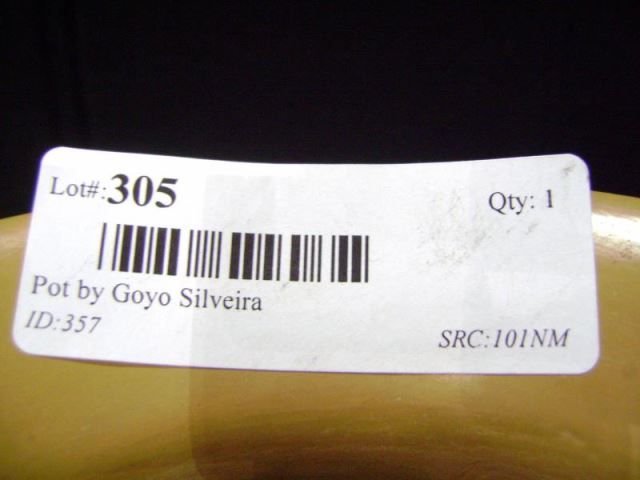 Lot#:305 Qty: 1
Pot by Goyo Silveira
ID:357
SRC:101NM